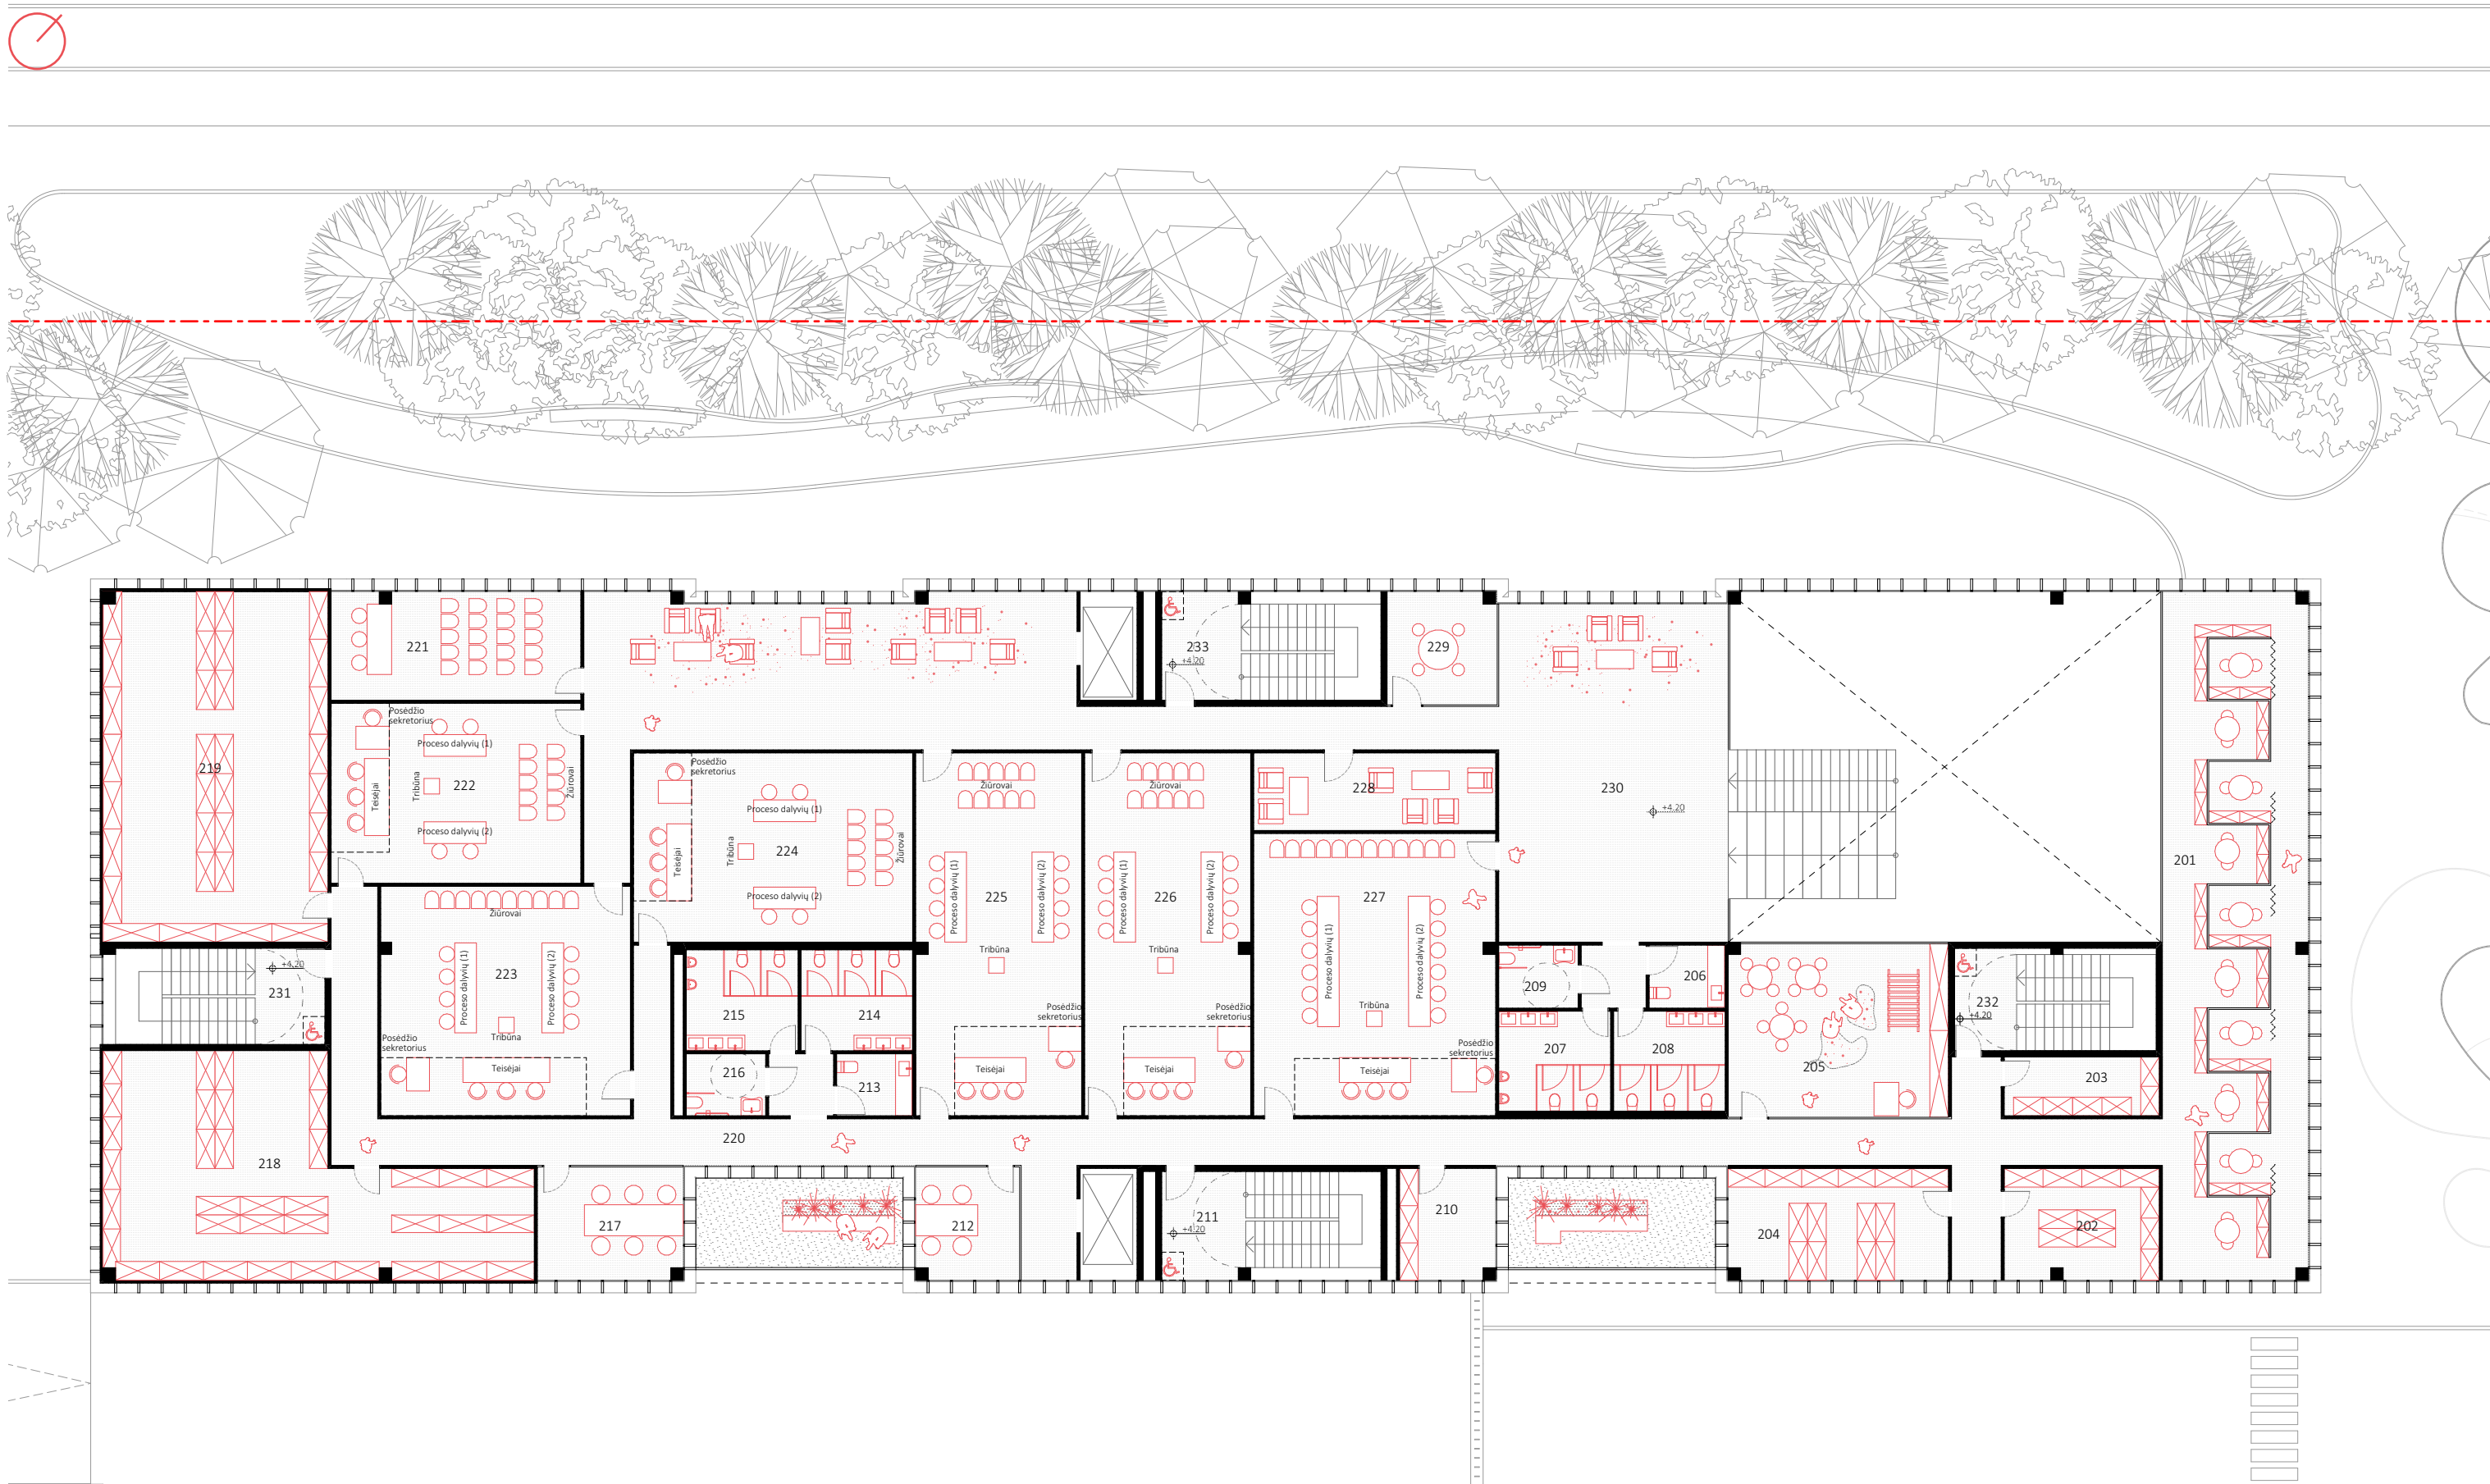 221
233
+4.20
229
Posėdžio
sekretorius
Proceso dalyvių (1)
Teisėjai
Tribūna
222
Žiūrovai
Proceso dalyvių (2)
219
Posėdžio
sekretorius
Proceso dalyvių (1)
Teisėjai
Tribūna
224
Žiūrovai
Proceso dalyvių (2)
Žiūrovai
Proceso dalyvių (1)
225
Proceso dalyvių (2)
Tribūna
Posėdžio
sekretorius
Teisėjai
Žiūrovai
Proceso dalyvių (1)
226
Proceso dalyvių (2)
Tribūna
Posėdžio
sekretorius
Teisėjai
228
230
+4.20
201
227
Proceso dalyvių (1)
Proceso dalyvių (2)
Tribūna
Posėdžio
sekretorius
Teisėjai
Žiūrovai
Proceso dalyvių (1)
223
Proceso dalyvių (2)
Tribūna
Posėdžio
sekretorius
Teisėjai
+4.20
231
215
214
216
213
209
206
207
208
205
232
+4.20
203
220
218
217
212
211
+4.20
210
204
202